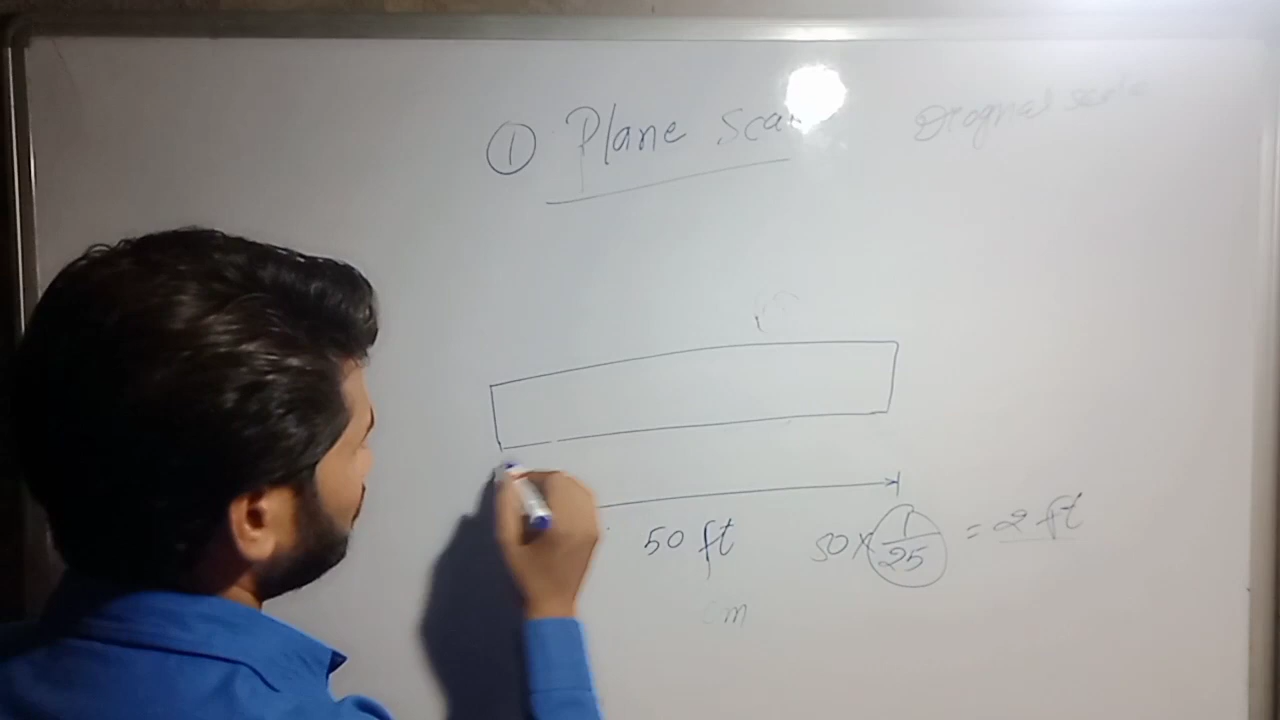 ① Plane Sca
50 ft
50 × 1/25 = 2 ft
cm